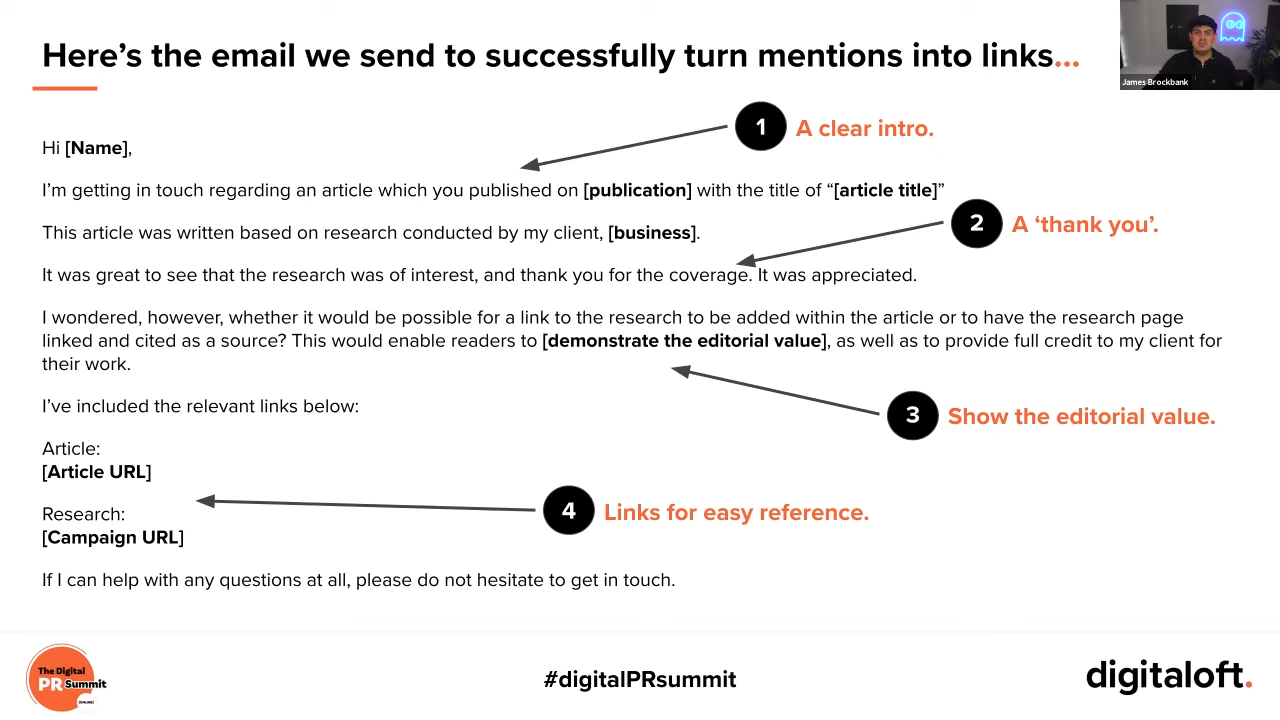 Here’s the email we send to successfully turn mentions into links...
James Brockbank
1 A clear intro.
Hi [Name],
I’m getting in touch regarding an article which you published on [publication] with the title of “[article title]”
2 A ‘thank you’.
This article was written based on research conducted by my client, [business].
It was great to see that the research was of interest, and thank you for the coverage. It was appreciated.
I wondered, however, whether it would be possible for a link to the research to be added within the article or to have the research page
linked and cited as a source? This would enable readers to [demonstrate the editorial value], as well as to provide full credit to my client for
their work.
I’ve included the relevant links below:
3 Show the editorial value.
Article:
[Article URL]
4 Links for easy reference.
Research:
[Campaign URL]
If I can help with any questions at all, please do not hesitate to get in touch.
The Digital
PR Summit
[ONLINE]
#digitalPRsummit
digitaloft.